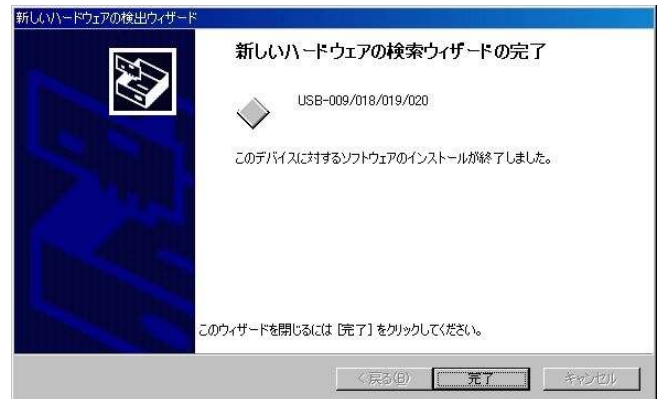 新しいハードウェアの検出ウィザード
新しいハードウェアの検索ウィザードの完了
USB-009/018/019/020
このデバイスに対するソフトウェアのインストールが終了しました。
このウィザードを閉じるには [完了] をクリックしてください。
< 戻る(B)
完了
キャンセル